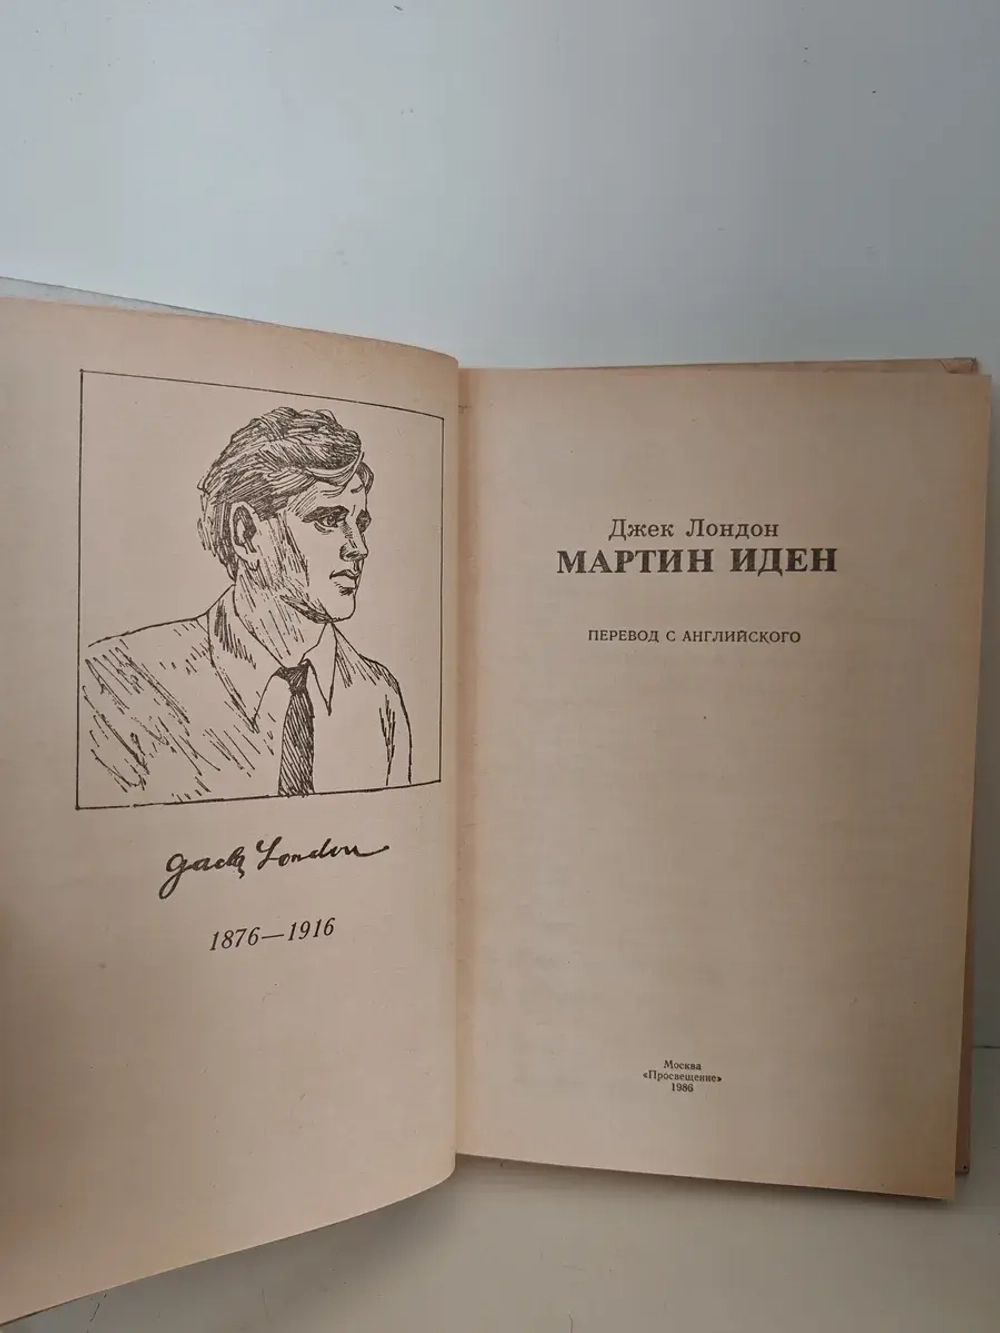 Jack London
1876—1916
Джек Лондон
МАРТИН ИДЕН
ПЕРЕВОД С АНГЛИЙСКОГО
Москва
«Просвещение»
1986